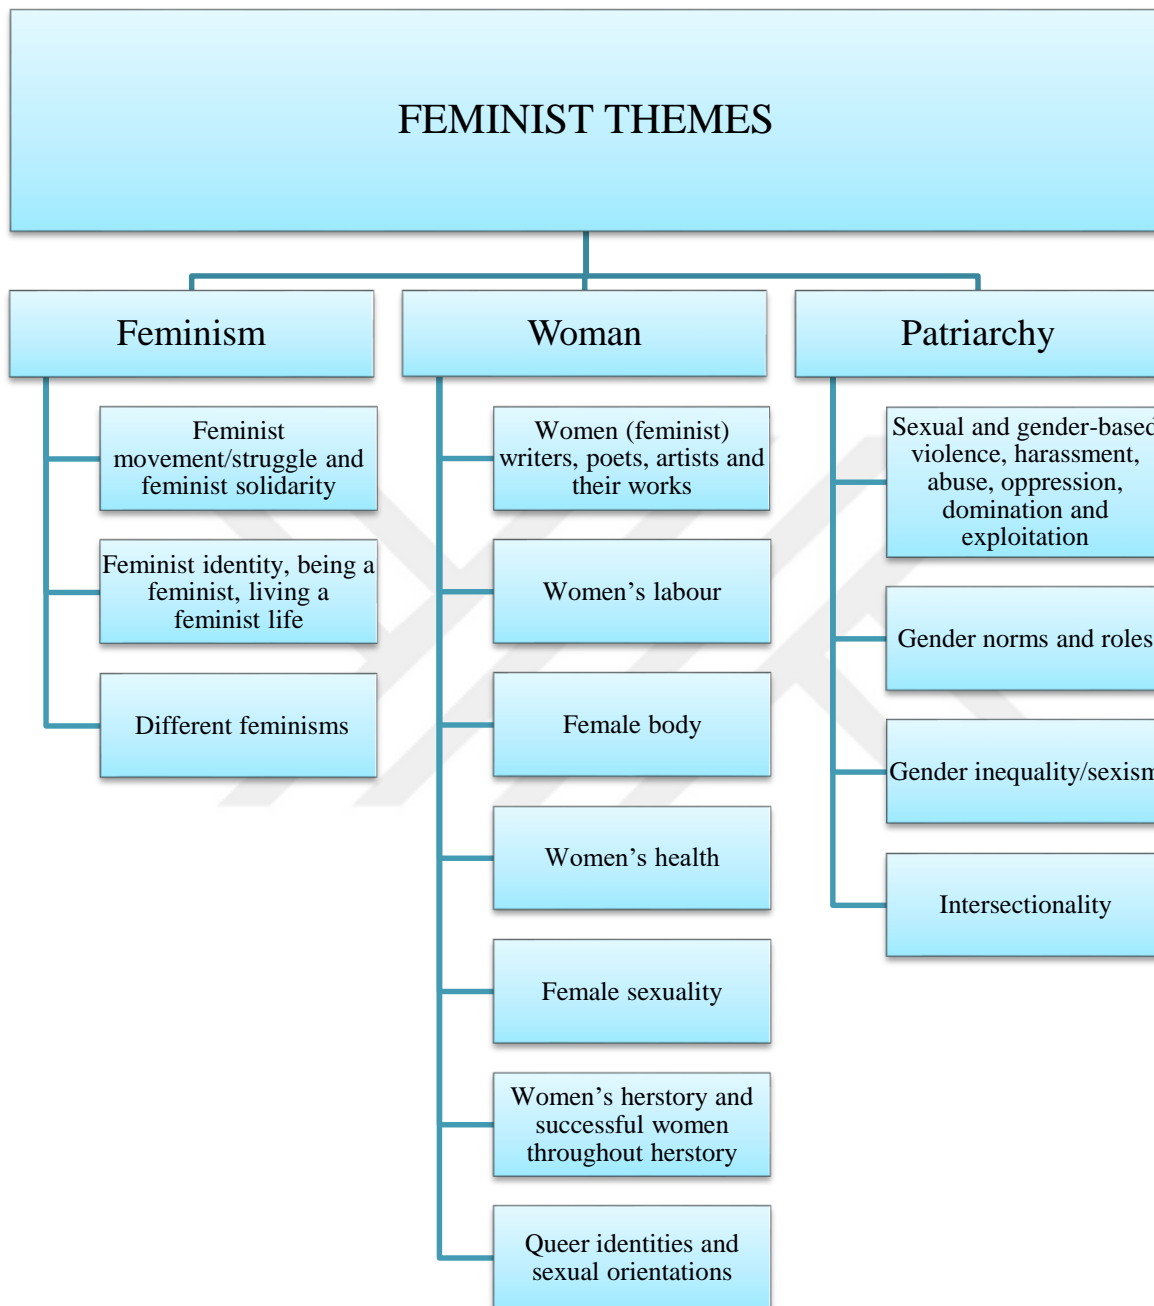 FEMINIST THEMES
Feminism
Feminist
movement/struggle and
feminist solidarity
Feminist identity, being a
feminist, living a
feminist life
Different feminisms
Woman
Women (feminist)
writers, poets, artists and
their works
Women’s labour
Female body
Women’s health
Female sexuality
Women’s herstory and
successful women
throughout herstory
Queer identities and
sexual orientations
Patriarchy
Sexual and gender-based
violence, harassment,
abuse, oppression,
domination and
exploitation
Gender norms and roles
Gender inequality/sexism
Intersectionality